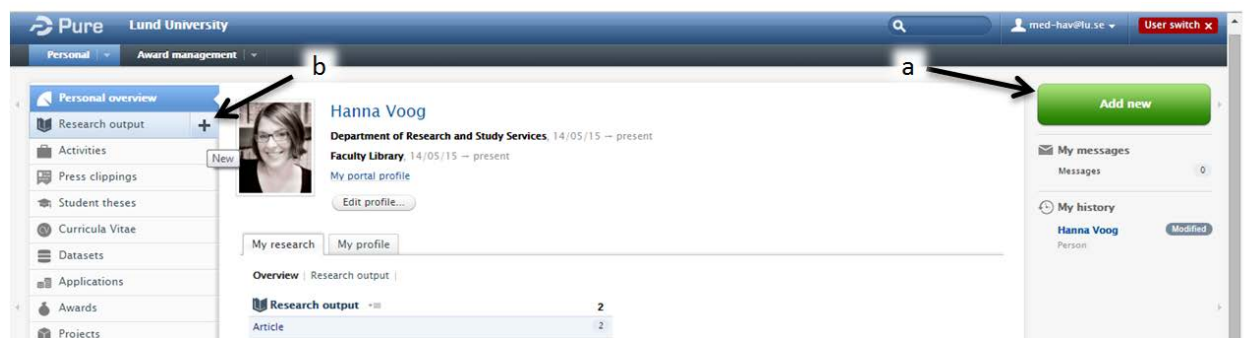 Pure Lund University
med-hav@lu.se
User switch x
Personal
Award management
b
a
Personal overview
Research output +
New
Activities
Press clippings
Student theses
Curricula Vitae
Datasets
Applications
Awards
Projects
Hanna Voog
Department of Research and Study Services, 14/05/15 → present
Faculty Library, 14/05/15 → present
My portal profile
Edit profile...
My research My profile
Overview | Research output |
Research output 2
Article 2
Add new
My messages
Messages 0
My history
Hanna Voog Modified
Person